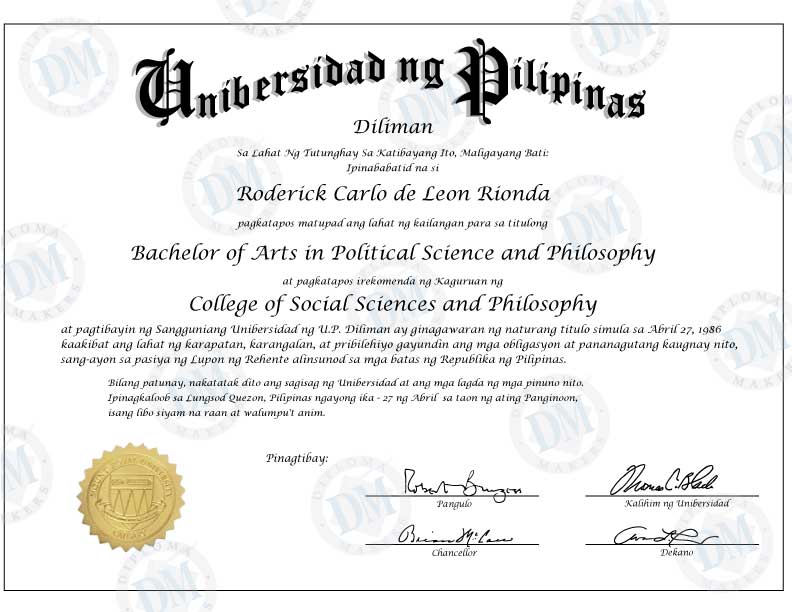 Unibersidad ng Pilipinas
Diliman
Sa Lahat Ng Tutunghay Sa Katibayang Ito, Maligayang Bati:
Ipinababatid na si
Roderick Carlo de Leon Rionda
pagkatapos matupad ang lahat ng kailangan para sa titulong
Bachelor of Arts in Political Science and Philosophy
at pagkatapos irekomenda ng Kaguruan ng
College of Social Sciences and Philosophy
at pagtibayin ng Sangguniang Unibersidad ng U.P. Diliman ay ginagawaran ng naturang titulo simula sa Abril 27, 1986
kaakibat ang lahat ng karapatan, karangalan, at pribilehiyo gayundin ang mga obligasyon at pananagutang kaugnay nito,
sang-ayon sa pasiya ng Lupon ng Rehente alinsunod sa mga batas ng Republika ng Pilipinas.
Bilang patunay, nakatatak dito ang sagisag ng Unibersidad at ang mga lagda ng mga pinuno nito.
Ipinagkaloob sa Lungsod Quezon, Pilipinas ngayong ika - 27 ng Abril sa taon ng ating Panginoon,
isang libo siyam na raan at walumpu't anim.
Pinagtibay:
Pangulo
Kalihim ng Unibersidad
Chancellor
Dekano
DIPLOMA
DM
MAKERS